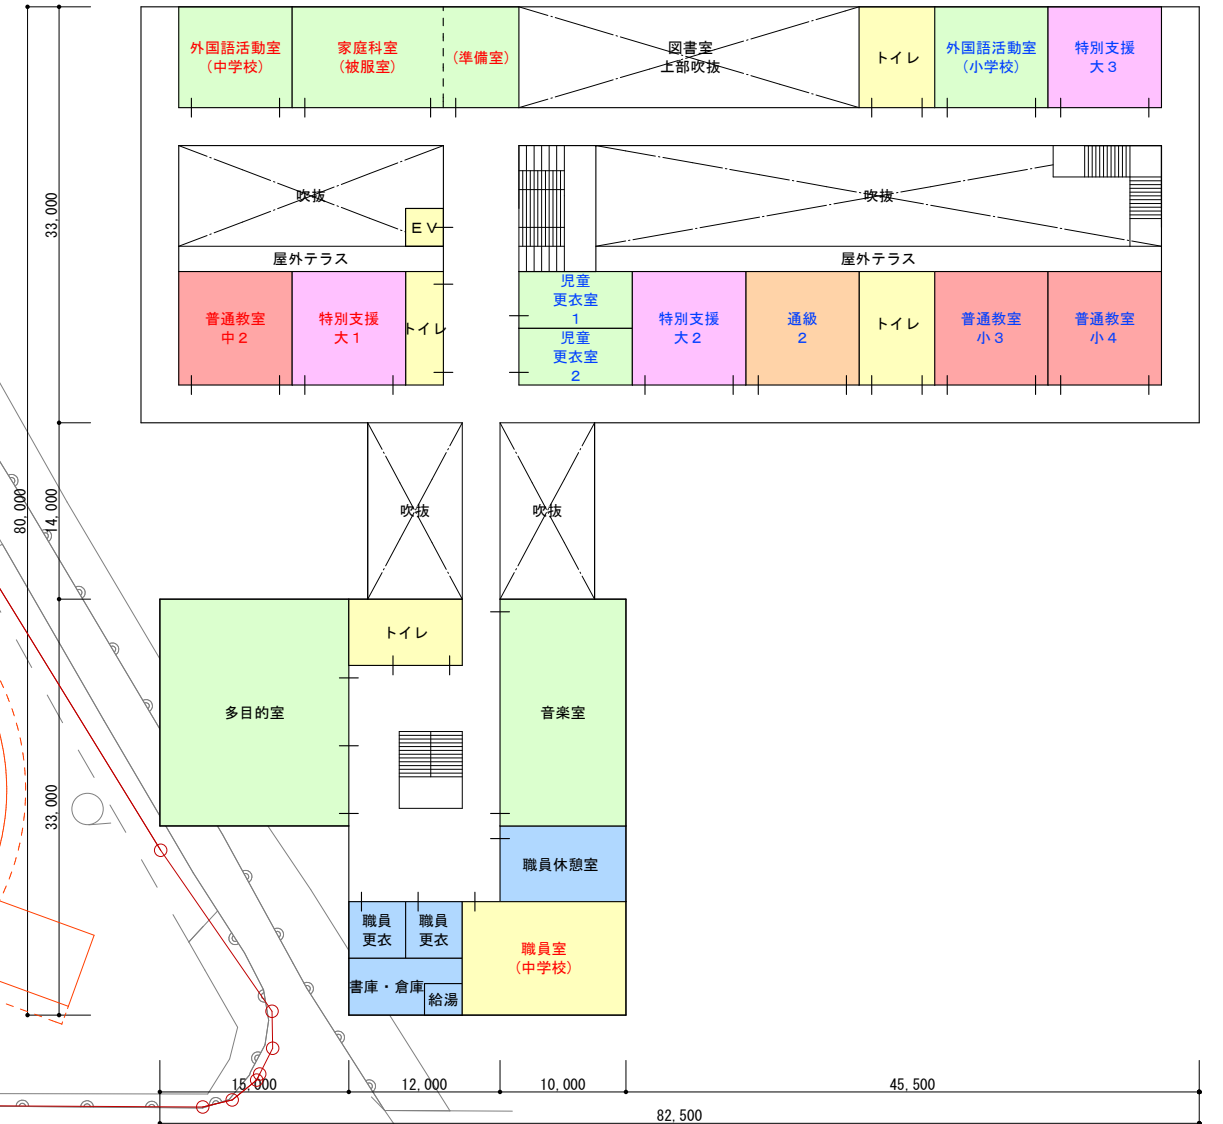 外国語活動室
(中学校)
家庭科室
(被服室)
(準備室)
図書室
上部吹抜
トイレ
外国語活動室
(小学校)
特別支援
大3
吹抜
EV
吹抜
屋外テラス
屋外テラス
普通教室
中2
特別支援
大1
トイレ
児童
更衣室
1
児童
更衣室
2
特別支援
大2
通級
2
トイレ
普通教室
小3
普通教室
小4
33,000
80,000
14,000
33,000
吹抜
吹抜
トイレ
多目的室
音楽室
職員休憩室
職員
更衣
職員
更衣
職員室
(中学校)
書庫・倉庫
給湯
15,000
12,000
10,000
45,500
82,500